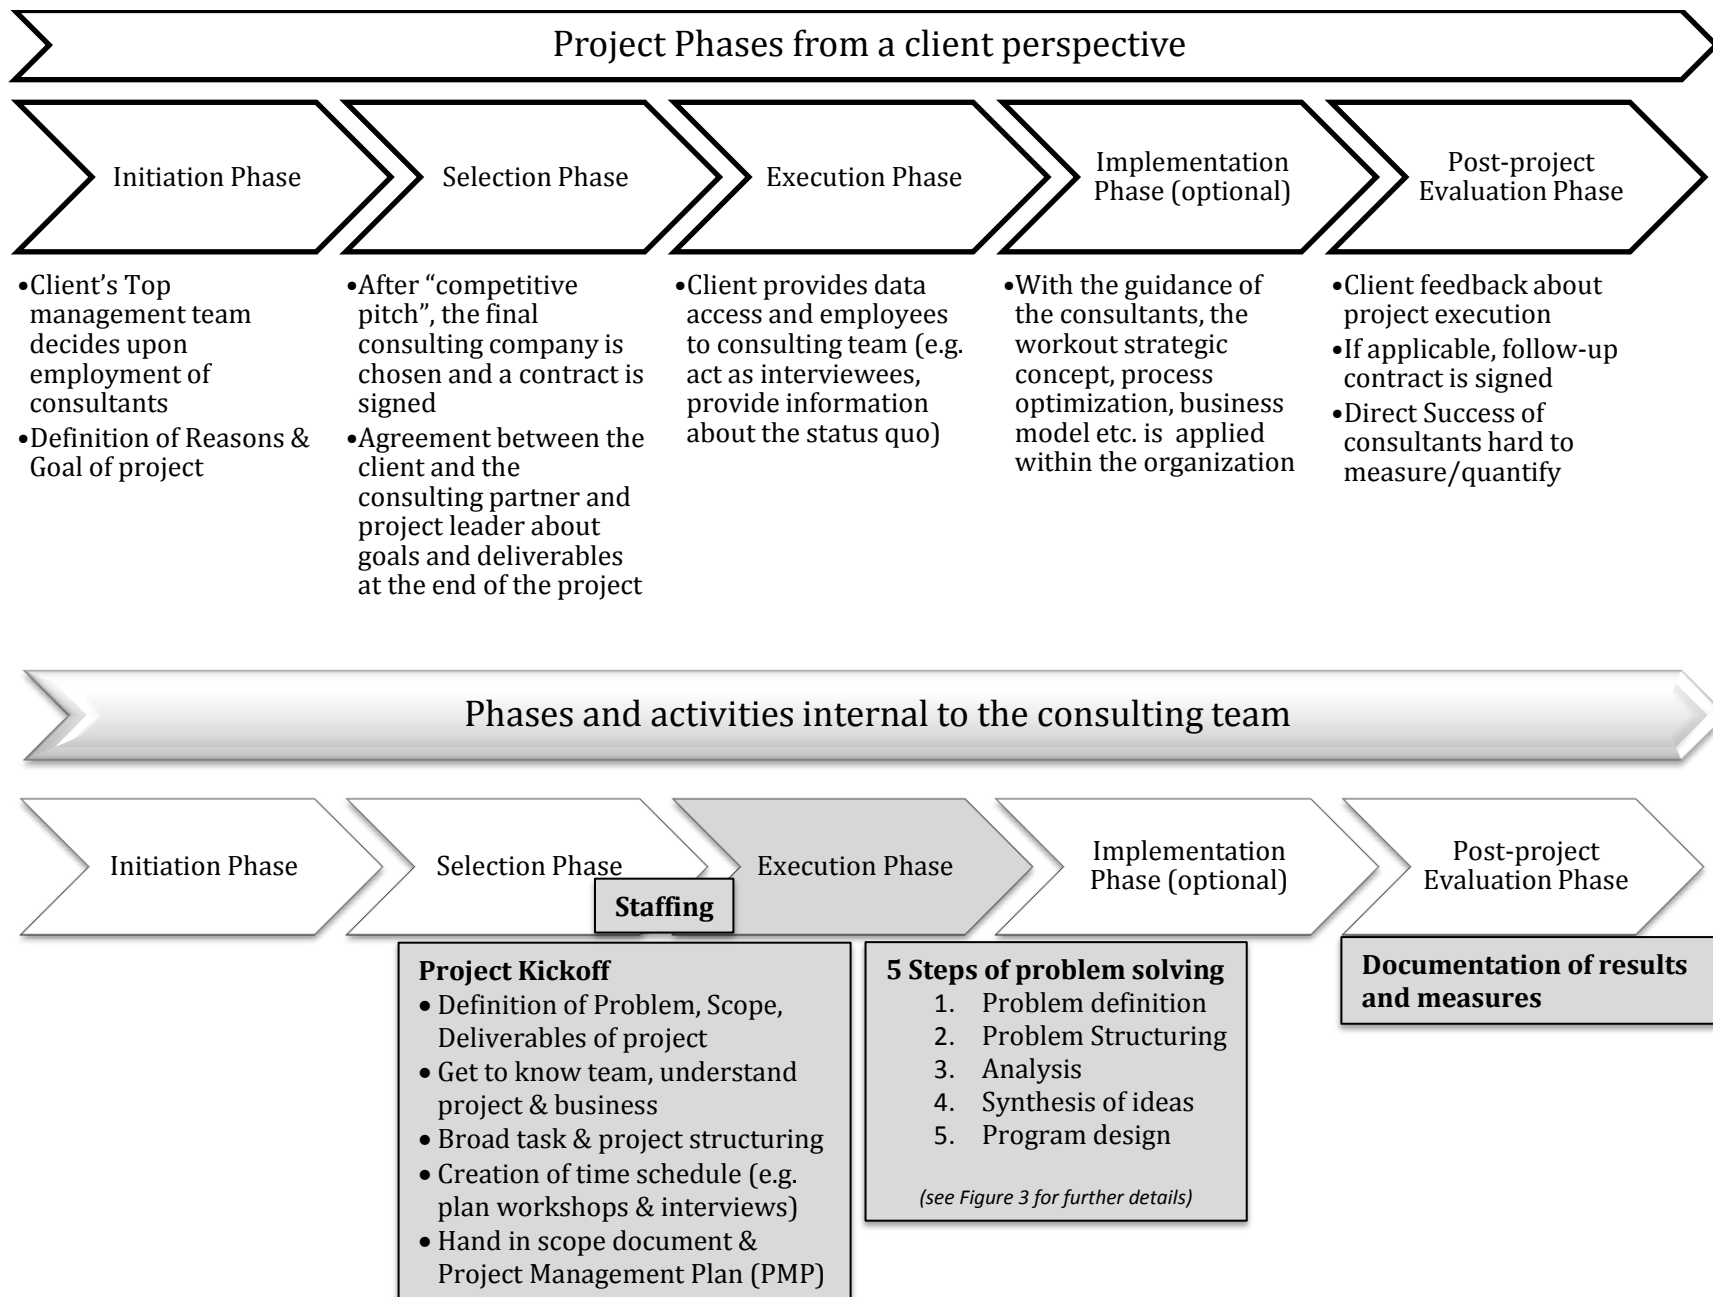 Project Phases from a client perspective
Initiation Phase
Selection Phase
Execution Phase
Implementation
Phase (optional)
Post-project
Evaluation Phase
•Client’s Top
management team
decides upon
employment of
consultants
•Definition of Reasons &
Goal of project
•After “competitive
pitch”, the final
consulting company is
chosen and a contract is
signed
•Agreement between the
client and the
consulting partner and
project leader about
goals and deliverables
at the end of the project
•Client provides data
access and employees
to consulting team (e.g.
act as interviewees,
provide information
about the status quo)
•With the guidance of
the consultants, the
workout strategic
concept, process
optimization, business
model etc. is applied
within the organization
•Client feedback about
project execution
•If applicable, follow-up
contract is signed
•Direct Success of
consultants hard to
measure/quantify
Phases and activities internal to the consulting team
Initiation Phase
Selection Phase
Execution Phase
Implementation
Phase (optional)
Post-project
Evaluation Phase
Staffing
Project Kickoff
• Definition of Problem, Scope,
Deliverables of project
• Get to know team, understand
project & business
• Broad task & project structuring
• Creation of time schedule (e.g.
plan workshops & interviews)
• Hand in scope document &
Project Management Plan (PMP)
5 Steps of problem solving
1. Problem definition
2. Problem Structuring
3. Analysis
4. Synthesis of ideas
5. Program design
(see Figure 3 for further details)
Documentation of results
and measures